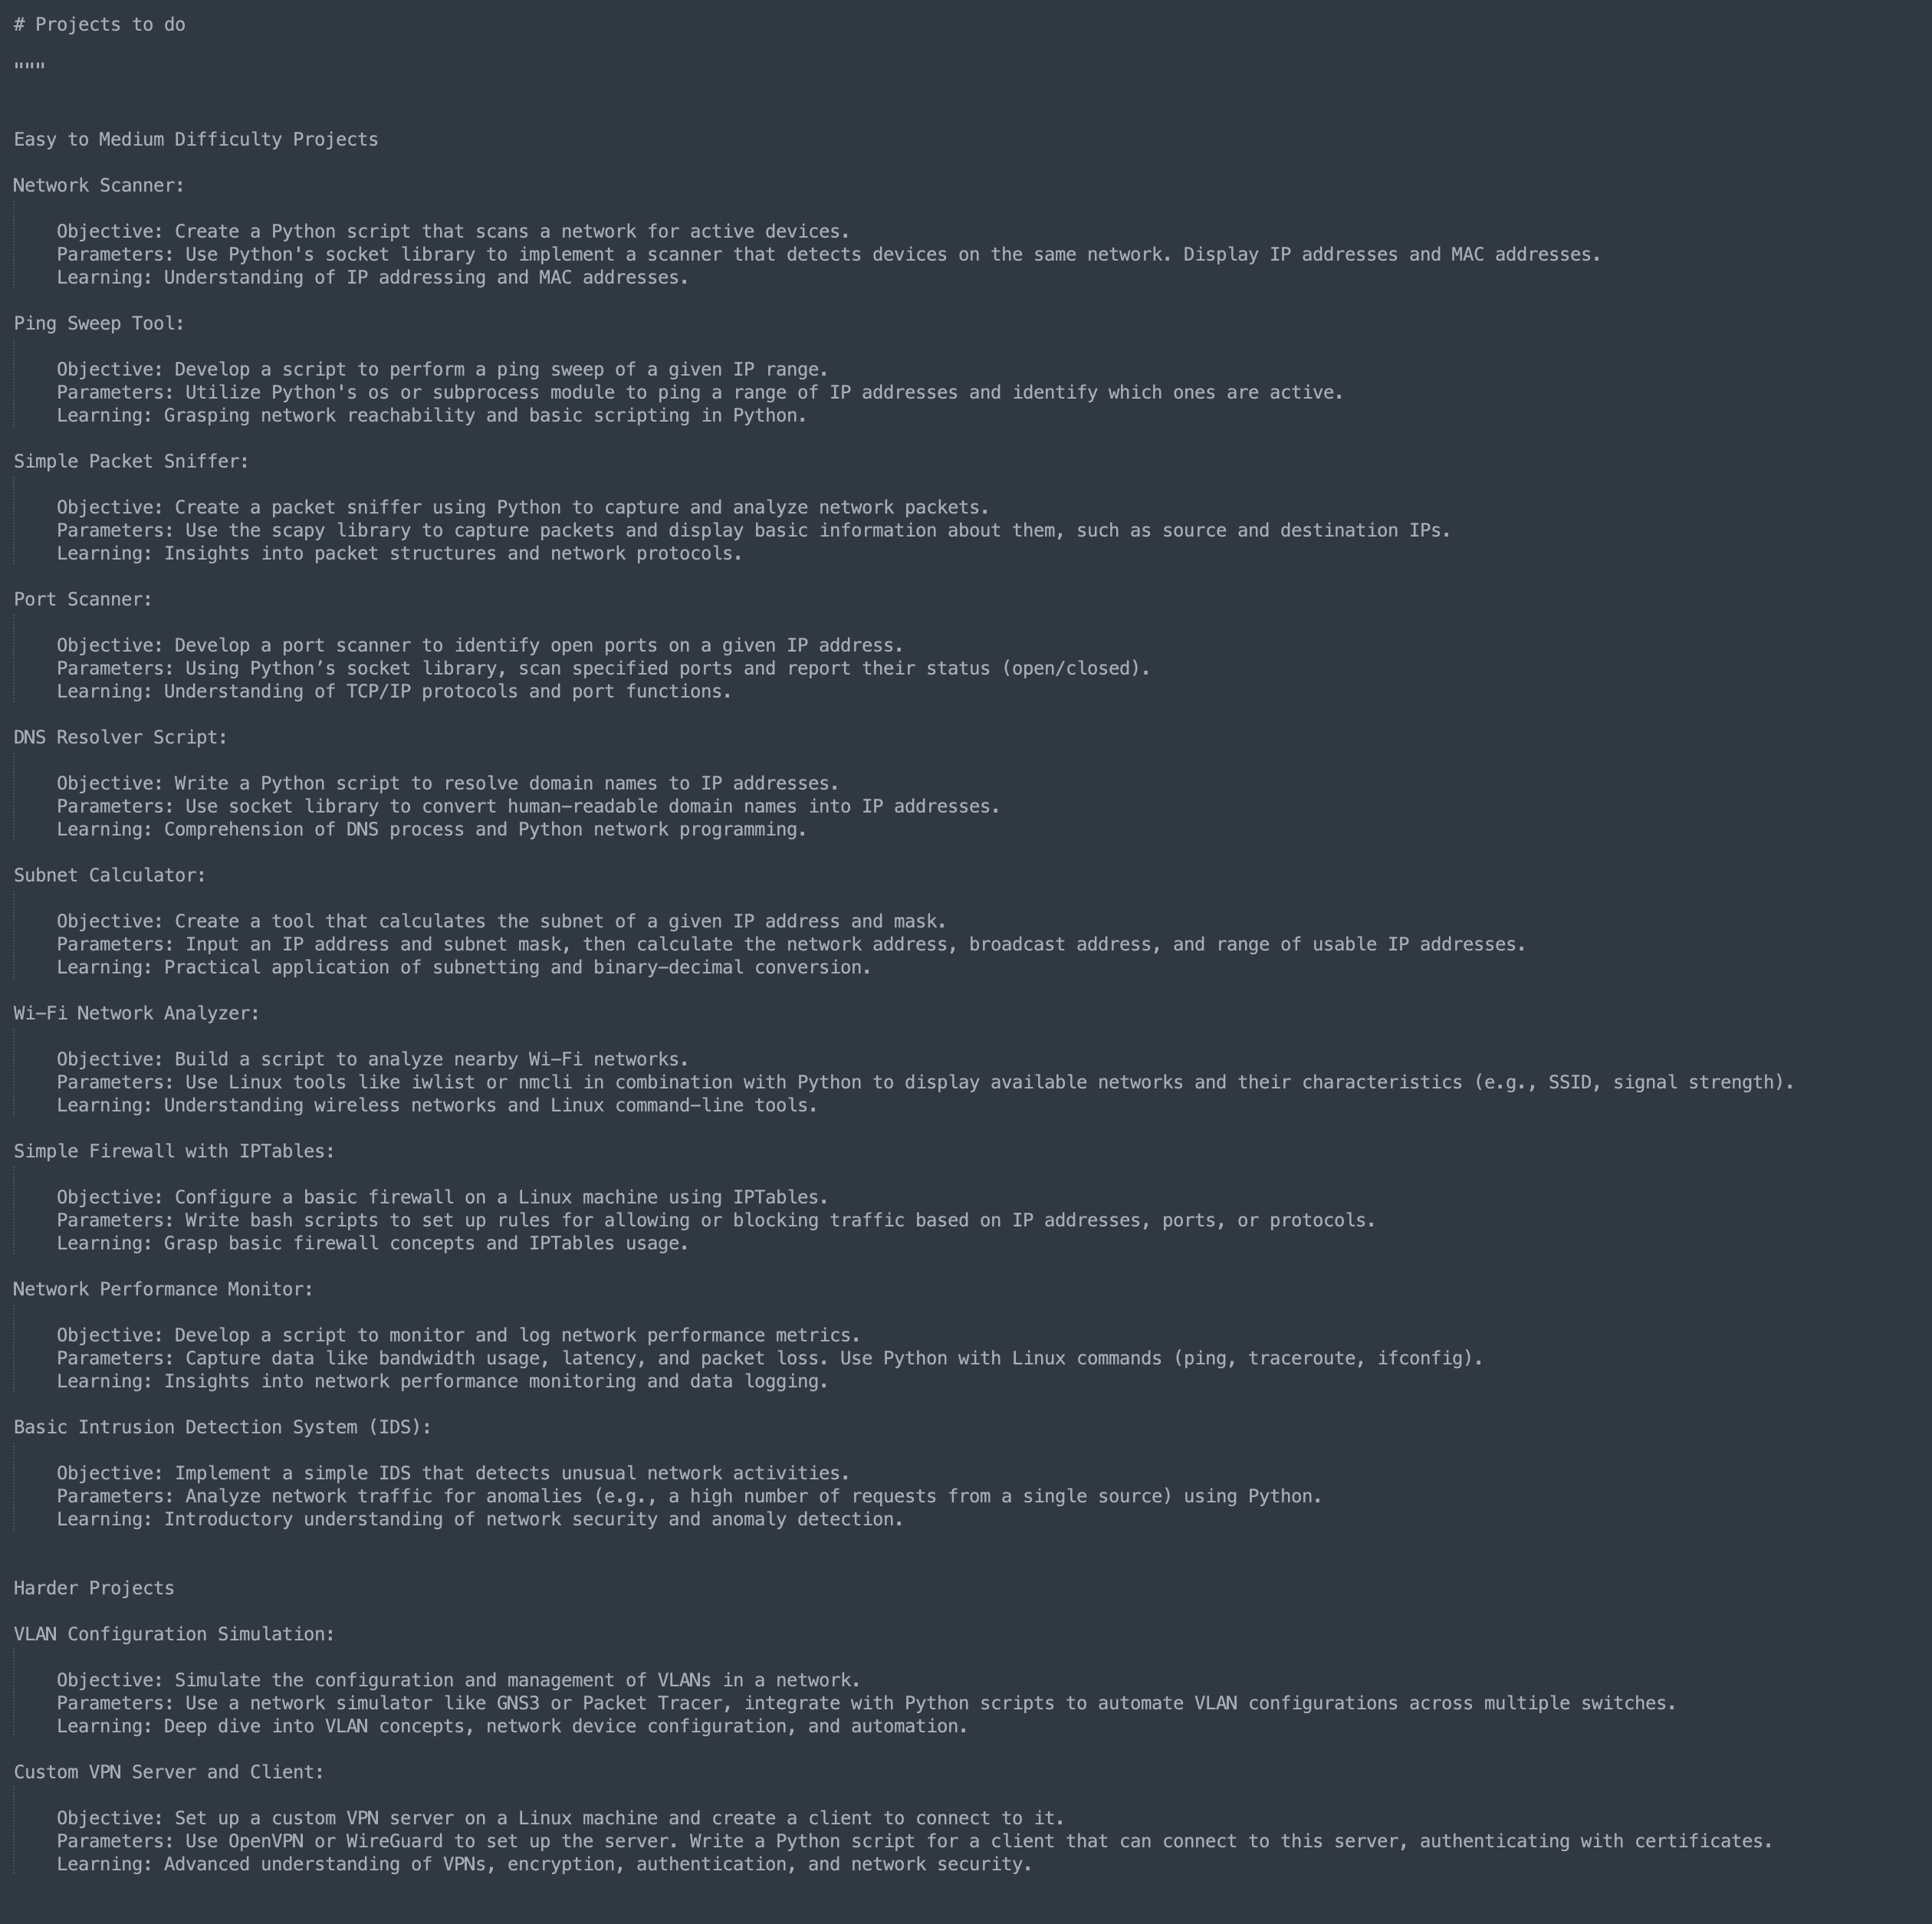 # Projects to do
"""
Easy to Medium Difficulty Projects
Network Scanner:
Objective: Create a Python script that scans a network for active devices.
Parameters: Use Python's socket library to implement a scanner that detects devices on the same network. Display IP addresses and MAC addresses.
Learning: Understanding of IP addressing and MAC addresses.
Ping Sweep Tool:
Objective: Develop a script to perform a ping sweep of a given IP range.
Parameters: Utilize Python's os or subprocess module to ping a range of IP addresses and identify which ones are active.
Learning: Grasping network reachability and basic scripting in Python.
Simple Packet Sniffer:
Objective: Create a packet sniffer using Python to capture and analyze network packets.
Parameters: Use the scapy library to capture packets and display basic information about them, such as source and destination IPs.
Learning: Insights into packet structures and network protocols.
Port Scanner:
Objective: Develop a port scanner to identify open ports on a given IP address.
Parameters: Using Python’s socket library, scan specified ports and report their status (open/closed).
Learning: Understanding of TCP/IP protocols and port functions.
DNS Resolver Script:
Objective: Write a Python script to resolve domain names to IP addresses.
Parameters: Use socket library to convert human-readable domain names into IP addresses.
Learning: Comprehension of DNS process and Python network programming.
Subnet Calculator:
Objective: Create a tool that calculates the subnet of a given IP address and mask.
Parameters: Input an IP address and subnet mask, then calculate the network address, broadcast address, and range of usable IP addresses.
Learning: Practical application of subnetting and binary-decimal conversion.
Wi-Fi Network Analyzer:
Objective: Build a script to analyze nearby Wi-Fi networks.
Parameters: Use Linux tools like iwlist or nmcli in combination with Python to display available networks and their characteristics (e.g., SSID, signal strength).
Learning: Understanding wireless networks and Linux command-line tools.
Simple Firewall with IPTables:
Objective: Configure a basic firewall on a Linux machine using IPTables.
Parameters: Write bash scripts to set up rules for allowing or blocking traffic based on IP addresses, ports, or protocols.
Learning: Grasp basic firewall concepts and IPTables usage.
Network Performance Monitor:
Objective: Develop a script to monitor and log network performance metrics.
Parameters: Capture data like bandwidth usage, latency, and packet loss. Use Python with Linux commands (ping, traceroute, ifconfig).
Learning: Insights into network performance monitoring and data logging.
Basic Intrusion Detection System (IDS):
Objective: Implement a simple IDS that detects unusual network activities.
Parameters: Analyze network traffic for anomalies (e.g., a high number of requests from a single source) using Python.
Learning: Introductory understanding of network security and anomaly detection.
Harder Projects
VLAN Configuration Simulation:
Objective: Simulate the configuration and management of VLANs in a network.
Parameters: Use a network simulator like GNS3 or Packet Tracer, integrate with Python scripts to automate VLAN configurations across multiple switches.
Learning: Deep dive into VLAN concepts, network device configuration, and automation.
Custom VPN Server and Client:
Objective: Set up a custom VPN server on a Linux machine and create a client to connect to it.
Parameters: Use OpenVPN or WireGuard to set up the server. Write a Python script for a client that can connect to this server, authenticating with certificates.
Learning: Advanced understanding of VPNs, encryption, authentication, and network security.